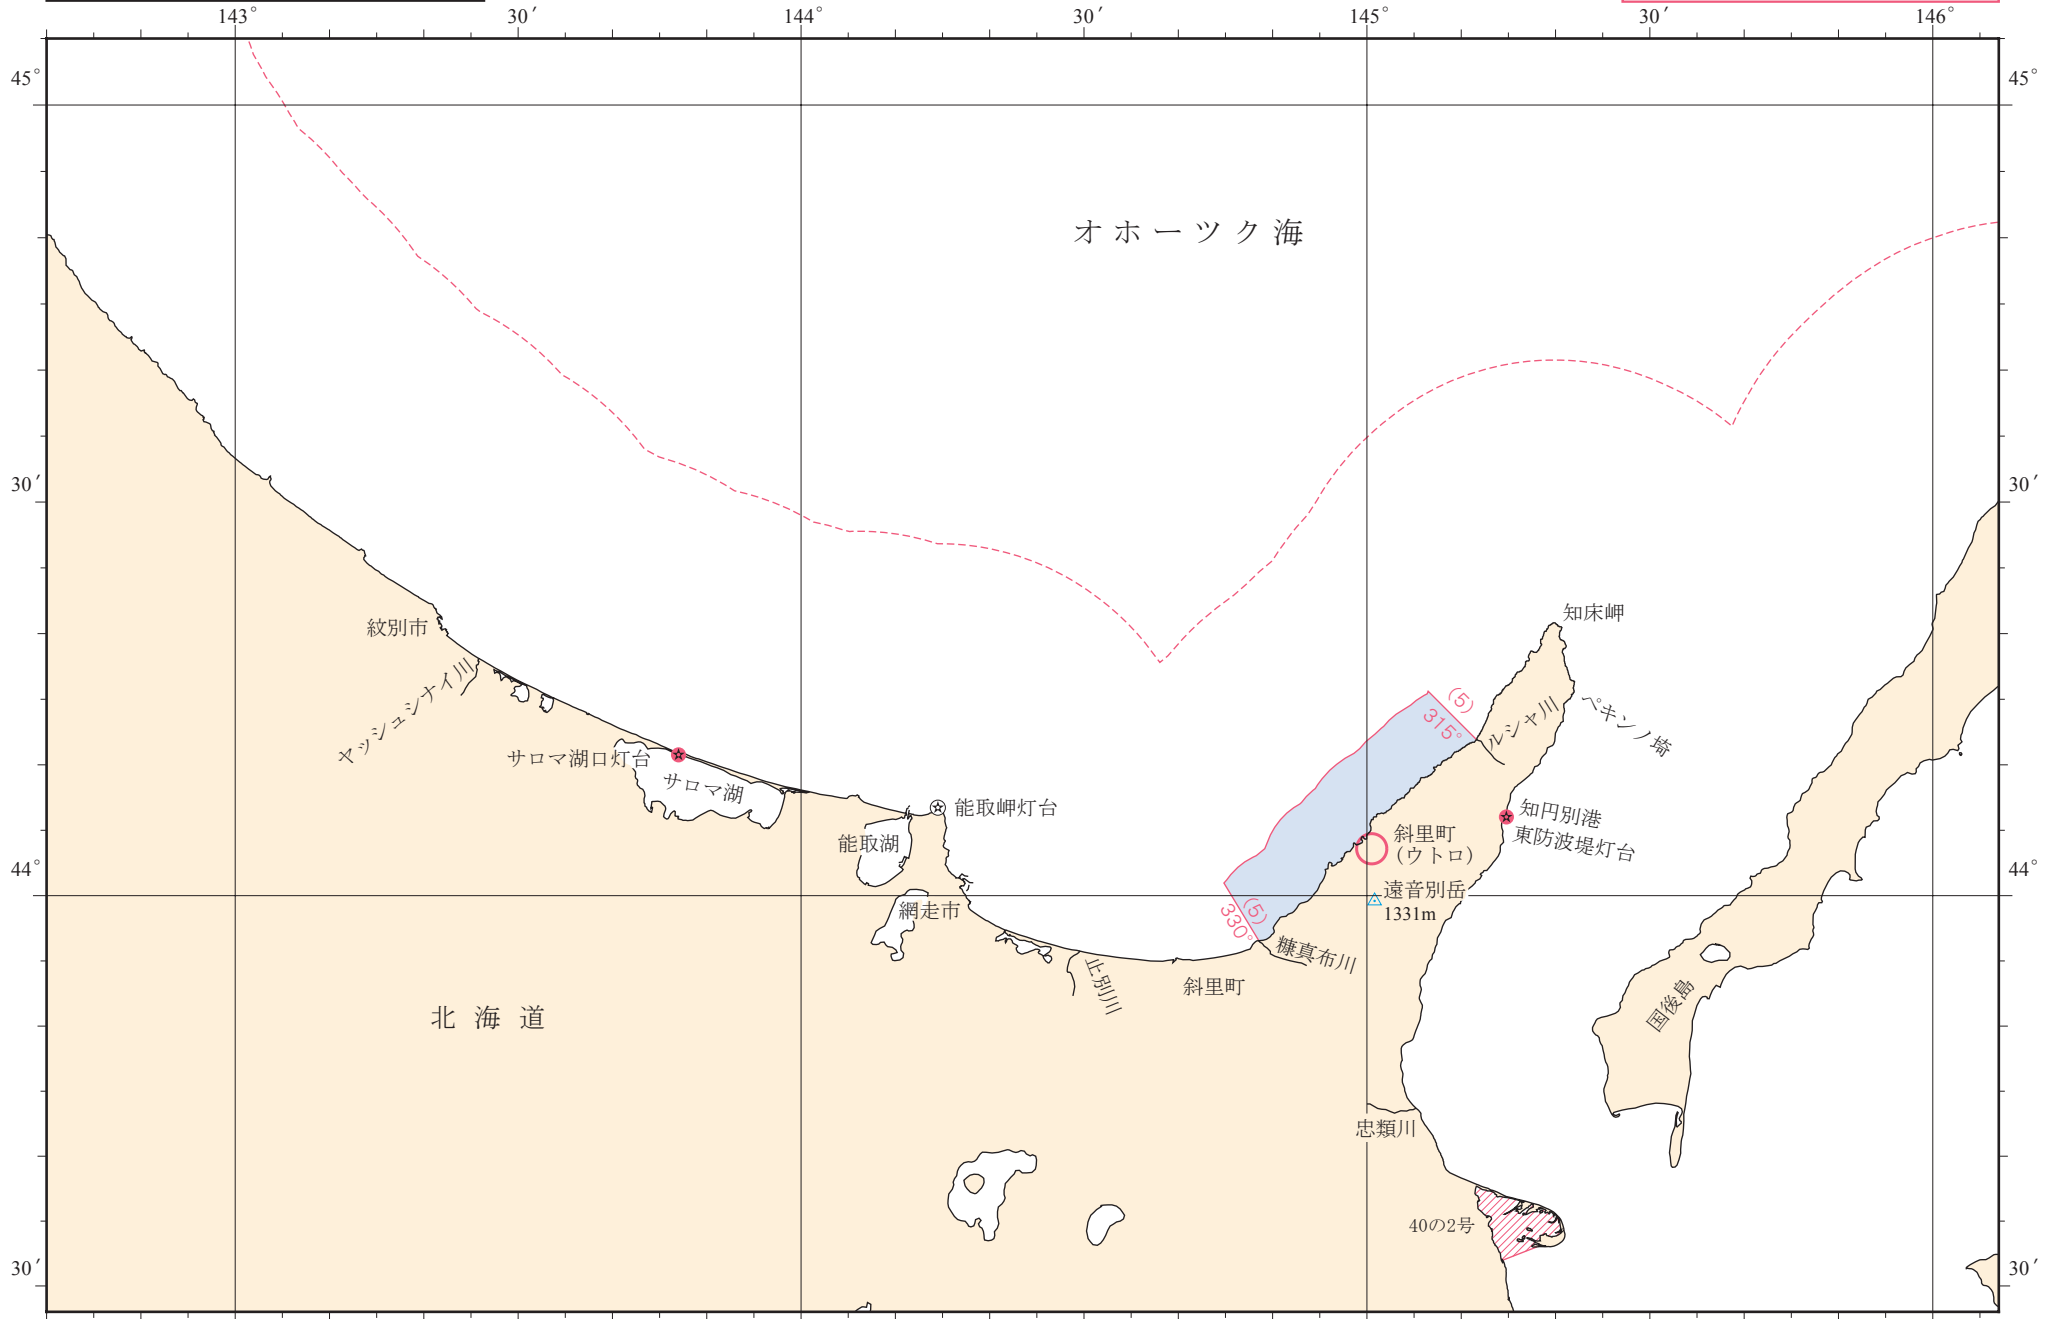 143°
30′
144°
30′
145°
30′
146°
45°
45°
オホーツク海
30′
30′
知床岬
紋別市
ヤッシュシナイ川
(5)
315°
ルシャ川
ペキンノ埼
サロマ湖口灯台
サロマ湖
能取岬灯台
知円別港
東防波堤灯台
能取湖
斜里町
(ウトロ)
44°
44°
遠音別岳
1331m
網走市
(5)
330°
糠真布川
止別川
斜里町
国後島
北海道
忠類川
40の2号
30′
30′